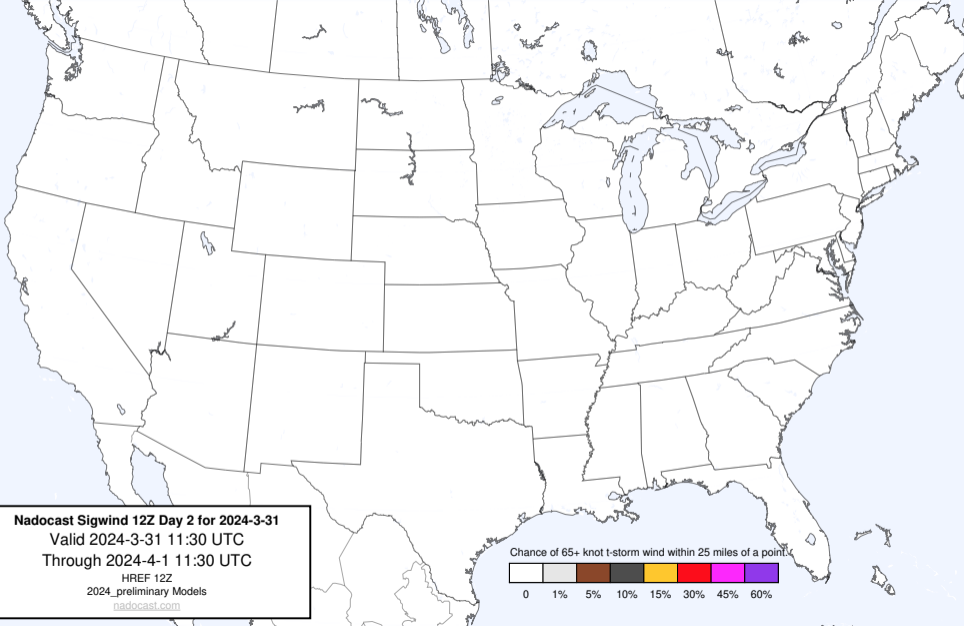 Nadocast Sigwind 12Z Day 2 for 2024-3-31
Valid 2024-3-31 11:30 UTC
Through 2024-4-1 11:30 UTC
HREF 12Z
2024_preliminary Models
nadocast.com
Chance of 65+ knot t-storm wind within 25 miles of a point.
0 1% 5% 10% 15% 30% 45% 60%